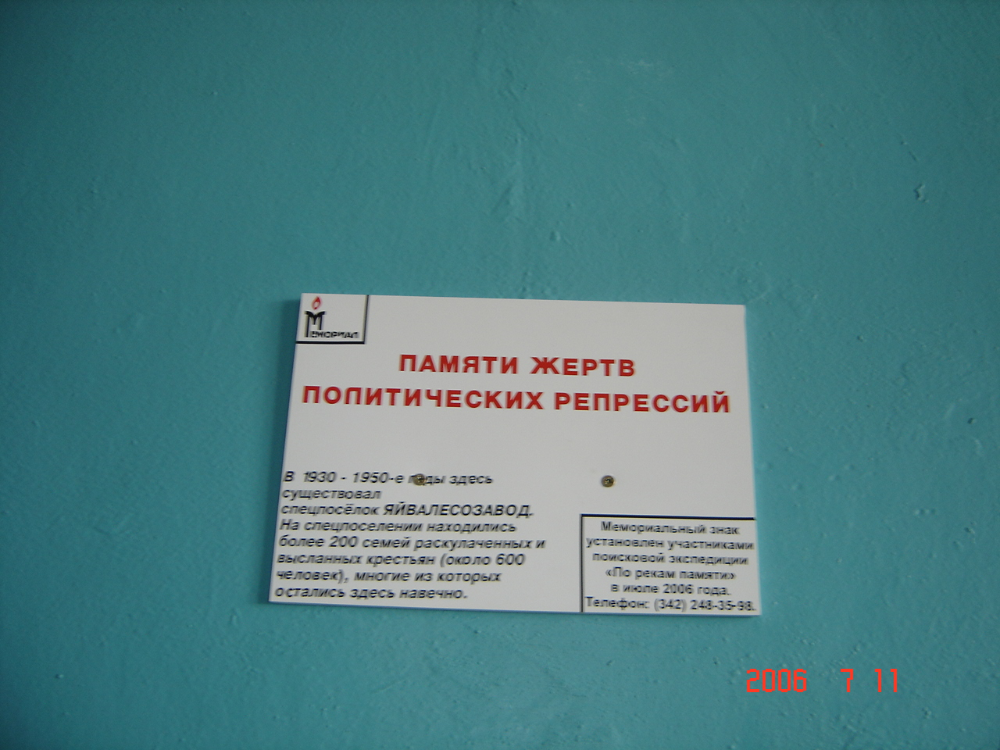 Мемориал
ПАМЯТИ ЖЕРТВ
ПОЛИТИЧЕСКИХ РЕПРЕССИЙ
В 1930 - 1950-е годы здесь
существовал
спецпосёлок ЯЙВАЛЕСОЗАВОД.
На спецпоселении находились
более 200 семей раскулаченных и
высланных крестьян (около 600
человек), многие из которых
остались здесь навечно.
Мемориальный знак
установлен участниками
поисковой экспедиции
«По рекам памяти»
в июле 2006 года.
Телефон: (342) 248-35-98.
2006 7 11